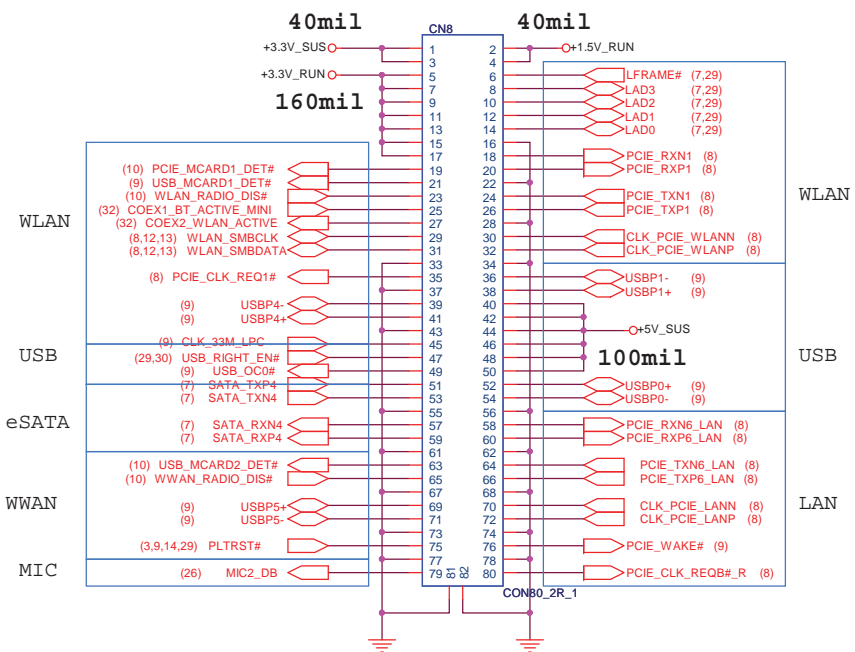 40mil 40mil
CN8
+3.3V_SUS 1 2 +1.5V_RUN
3 4
+3.3V_RUN 5 6 LFRAME# (7,29)
7 8 LAD3 (7,29)
160mil 9 10 LAD2 (7,29)
11 12 LAD1 (7,29)
13 14 LAD0 (7,29)
15 16
17 18 PCIE_RXN1 (8)
(10) PCIE_MCARD1_DET# 19 20 PCIE_RXP1 (8)
(9) USB_MCARD1_DET# 21 22
(10) WLAN_RADIO_DIS# 23 24 PCIE_TXN1 (8) WLAN
(32) COEX1_BT_ACTIVE_MINI 25 26 PCIE_TXP1 (8)
WLAN (32) COEX2_WLAN_ACTIVE 27 28
(8,12,13) WLAN_SMBCLK 29 30 CLK_PCIE_WLANN (8)
(8,12,13) WLAN_SMBDATA 31 32 CLK_PCIE_WLANP (8)
33 34
(8) PCIE_CLK_REQ1# 35 36 USBP1- (9)
37 38 USBP1+ (9)
(9) USBP4- 39 40
(9) USBP4+ 41 42
43 44 +5V_SUS
(9) CLK_33M_LPC 45 46
USB (29,30) USB_RIGHT_EN# 47 48 100mil USB
(9) USB_OC0# 49 50
(7) SATA_TXP4 51 52 USBP0+ (9)
(7) SATA_TXN4 53 54 USBP0- (9)
55 56
eSATA (7) SATA_RXN4 57 58 PCIE_RXN6_LAN (8)
(7) SATA_RXP4 59 60 PCIE_RXP6_LAN (8)
61 62
(10) USB_MCARD2_DET# 63 64 PCIE_TXN6_LAN (8)
(10) WWAN_RADIO_DIS# 65 66 PCIE_TXP6_LAN (8)
67 68
WWAN (9) USBP5+ 69 70 CLK_PCIE_LANN (8) LAN
(9) USBP5- 71 72 CLK_PCIE_LANP (8)
73 74
(3,9,14,29) PLTRST# 75 76 PCIE_WAKE# (9)
77 78
MIC (26) MIC2_DB 79 81 82 80 PCIE_CLK_REQB#_R (8)
CON80_2R_1